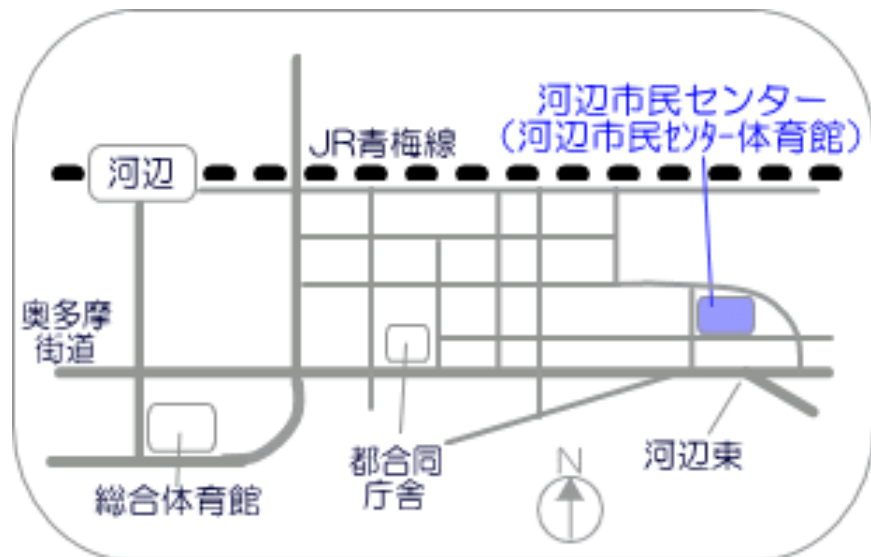 河辺市民センター
（河辺市民ｾﾝﾀｰ体育館）
JR青梅線
河辺
奥多摩
街道
都合同
庁舎
河辺東
総合体育館
N